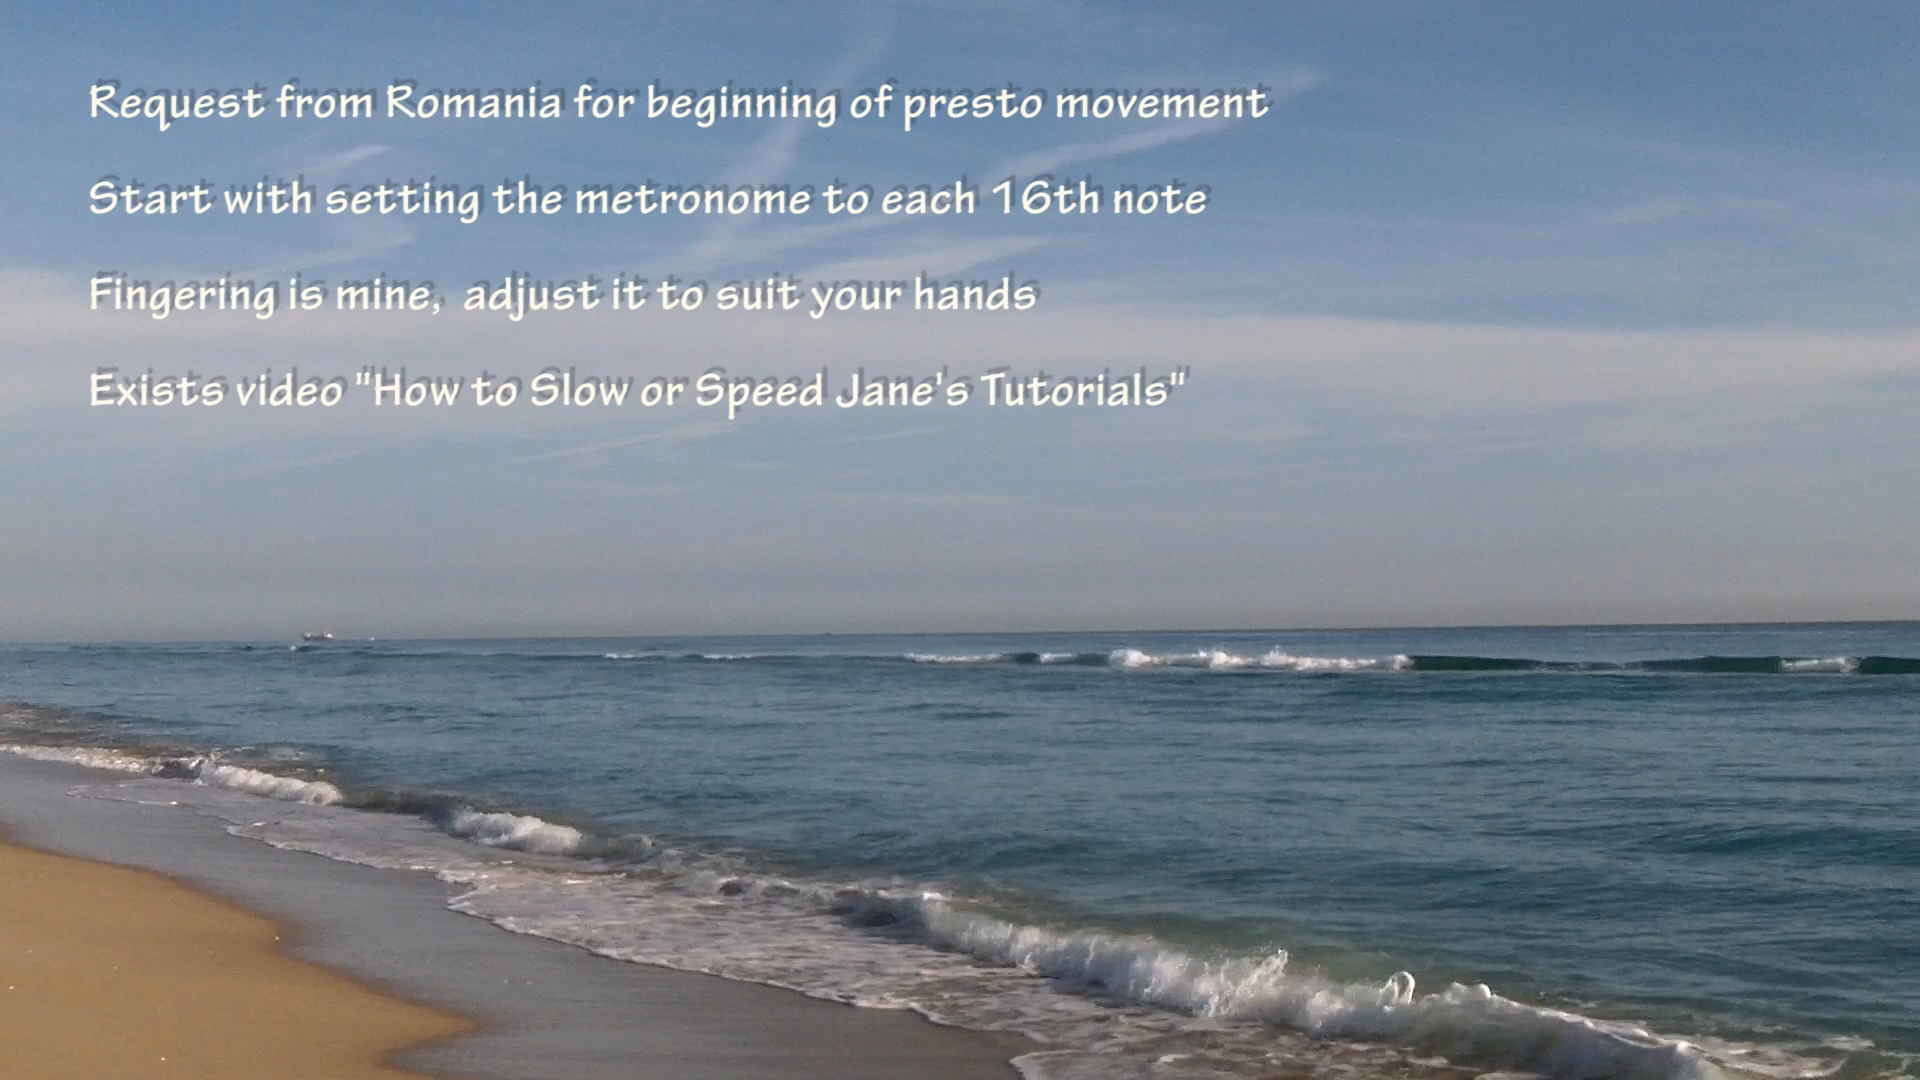 Request from Romania for beginning of presto movement
Start with setting the metronome to each 16th note
Fingering is mine,  adjust it to suit your hands
Exists video "How to Slow or Speed Jane's Tutorials"